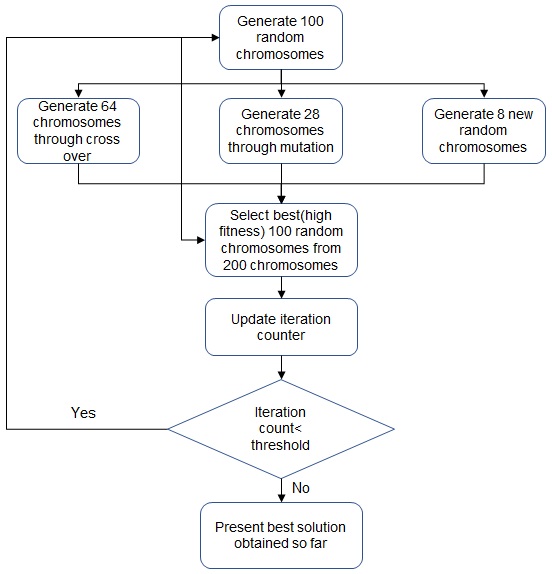 Generate 100
random
chromosomes
Generate 64
chromosomes
through cross
over
Generate 28
chromosomes
through mutation
Generate 8 new
random
chromosomes
Select best(high
fitness) 100 random
chromosomes from
200 chromosomes
Update iteration
counter
Yes
Iteration
count<
threshold
No
Present best solution
obtained so far